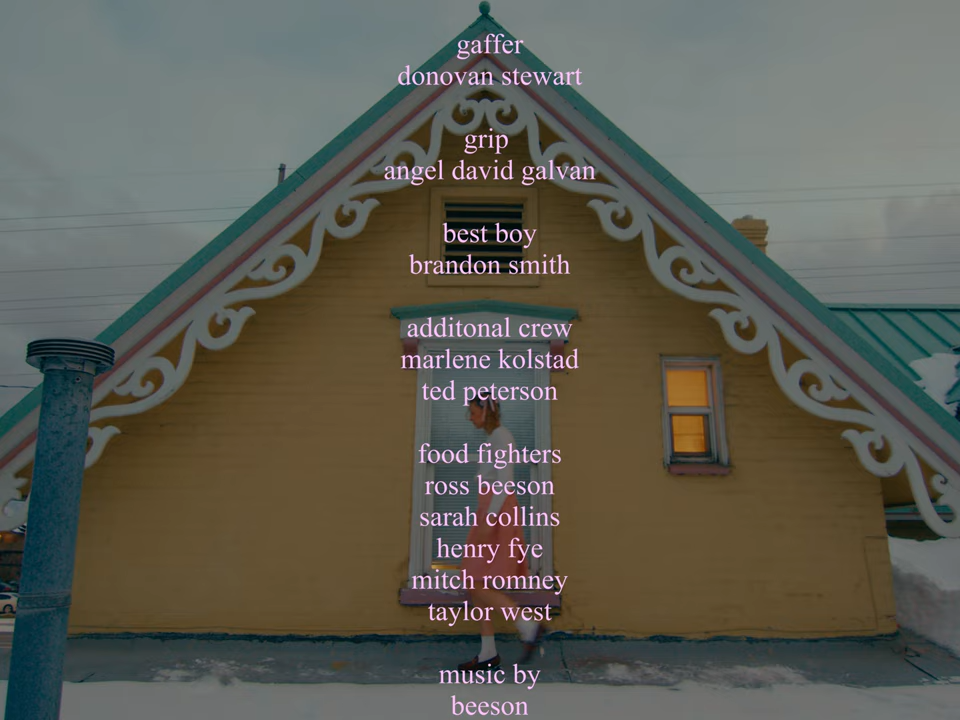 gaffer
donovan stewart
grip
angel david galvan
best boy
brandon smith
additonal crew
marlene kolstad
ted peterson
food fighters
ross beeson
sarah collins
henry fye
mitch romney
taylor west
music by
beeson